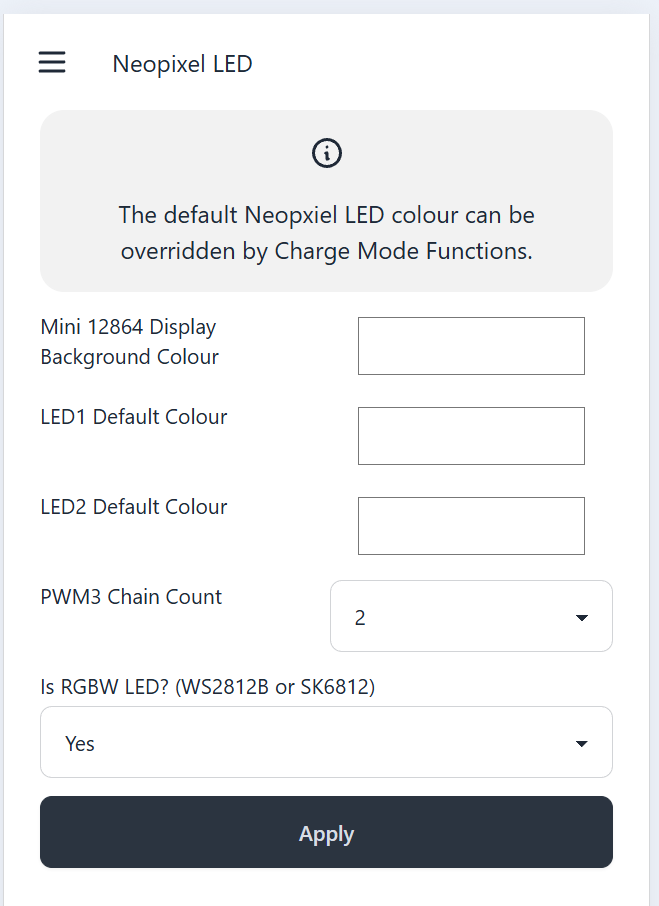 Neopixel LED
The default Neopxiel LED colour can be
overridden by Charge Mode Functions.
Mini 12864 Display
Background Colour
LED1 Default Colour
LED2 Default Colour
PWM3 Chain Count
2
Is RGBW LED? (WS2812B or SK6812)
Yes
Apply